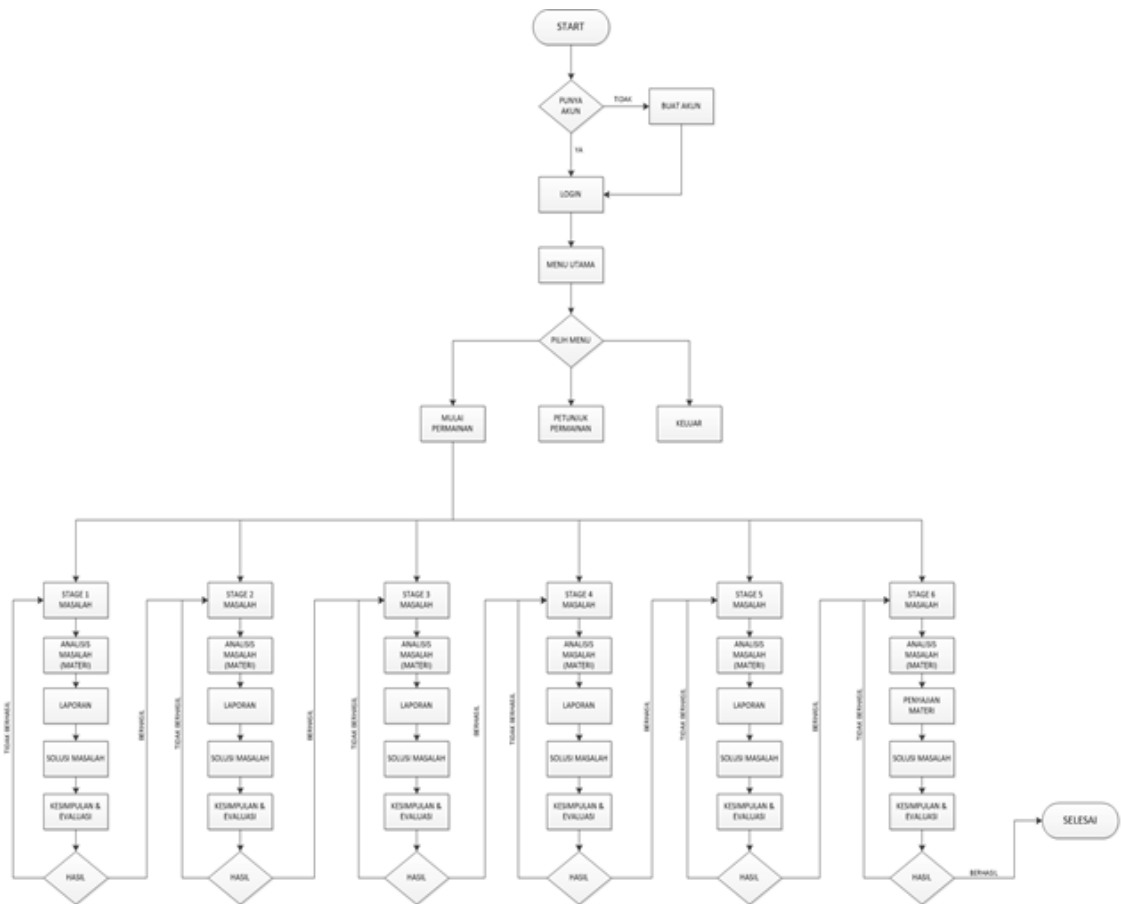 START
PUNYA
AKUN
TIDAK
BUAT AKUN
YA
LOGIN
MENU UTAMA
PILIH MENU
MULAI
PERMAINAN
PETUNJUK
PERMAINAN
KELUAR
STAGE 1
MASALAH
ANALISIS
MASALAH
(MATERI)
LAPORAN
SOLUSI MASALAH
KESIMPULAN &
EVALUASI
HASIL
TIDAK BERHASIL
BERHASIL
STAGE 2
MASALAH
ANALISIS
MASALAH
(MATERI)
LAPORAN
SOLUSI MASALAH
KESIMPULAN &
EVALUASI
HASIL
TIDAK BERHASIL
BERHASIL
STAGE 3
MASALAH
ANALISIS
MASALAH
(MATERI)
LAPORAN
SOLUSI MASALAH
KESIMPULAN &
EVALUASI
HASIL
TIDAK BERHASIL
BERHASIL
STAGE 4
MASALAH
ANALISIS
MASALAH
(MATERI)
LAPORAN
SOLUSI MASALAH
KESIMPULAN &
EVALUASI
HASIL
TIDAK BERHASIL
BERHASIL
STAGE 5
MASALAH
ANALISIS
MASALAH
(MATERI)
LAPORAN
SOLUSI MASALAH
KESIMPULAN &
EVALUASI
HASIL
TIDAK BERHASIL
BERHASIL
STAGE 6
MASALAH
ANALISIS
MASALAH
(MATERI)
PENYAJIAN
MATERI
SOLUSI MASALAH
KESIMPULAN &
EVALUASI
HASIL
TIDAK BERHASIL
BERHASIL
SELESAI